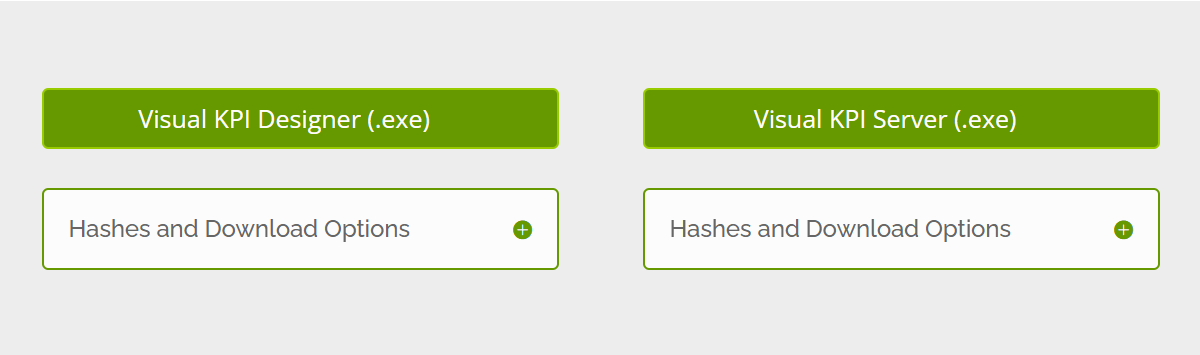 Visual KPI Designer (.exe)
Visual KPI Server (.exe)
Hashes and Download Options
Hashes and Download Options